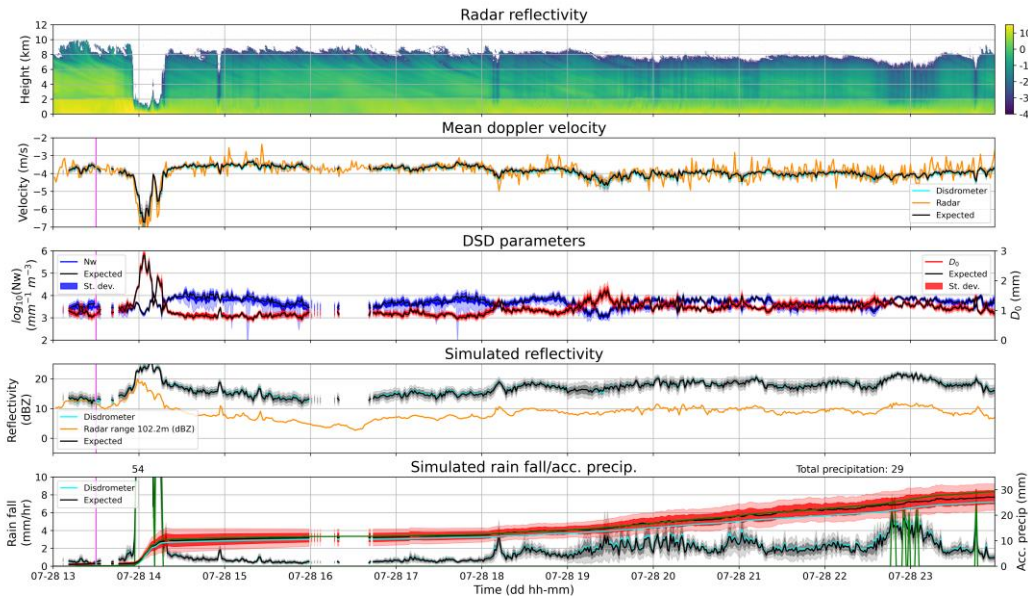 Radar reflectivity
Height (km)
12
10
8
6
4
2
0
10
0
-1
-2
-3
-4
Mean doppler velocity
Velocity (m/s)
−2
−3
−4
−5
−6
−7
Disdrometer
Radar
Expected
DSD parameters
log10(Nw)
(mm−1 m−3)
6
5
4
3
2
Nw
Expected
St. dev.
D0
Expected
St. dev.
3
2
1
0
D0
Simulated reflectivity
Reflectivity
(dBZ)
20
10
0
Disdrometer
Radar range 102.2m (dBZ)
Expected
54
Simulated rain fall/acc. precip.
Total precipitation: 29
Rain fall
(mm/hr)
10
8
6
4
2
0
Disdrometer
Expected
30
20
10
0
Acc. precip (mm)
07-28 13
07-28 14
07-28 15
07-28 16
07-28 17
07-28 18
07-28 19
07-28 20
07-28 21
07-28 22
07-28 23
Time (dd hh-mm)